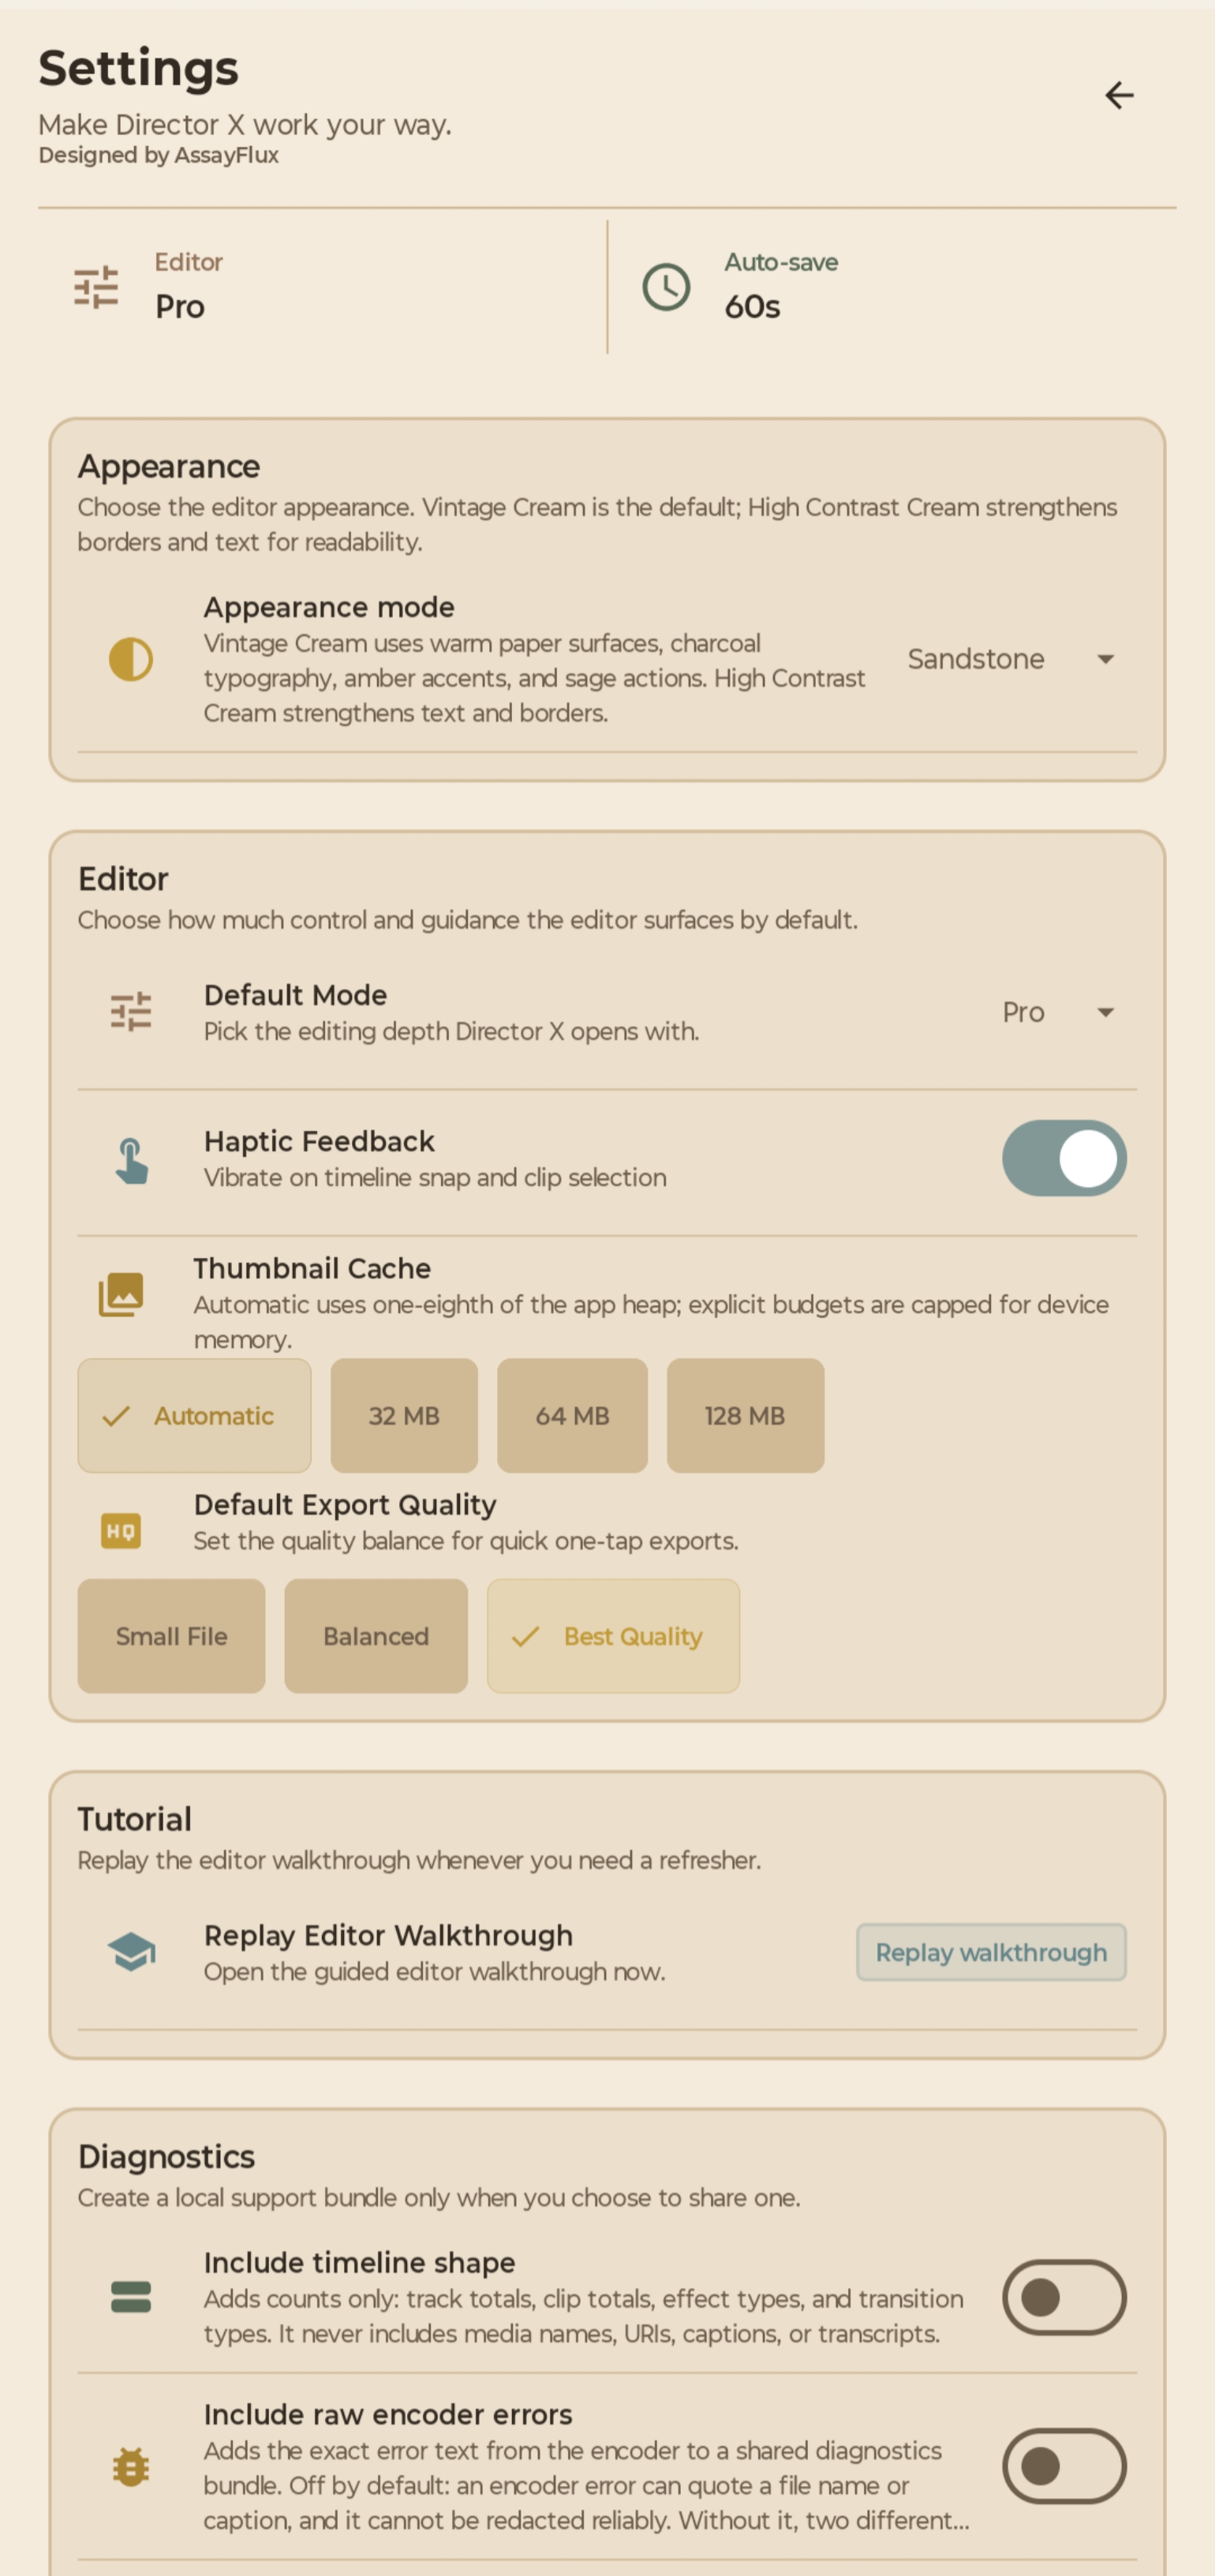 Settings
Make Director X work your way.
Designed by AssayFlux
Editor
Pro
Auto-save
60s
Appearance
Choose the editor appearance. Vintage Cream is the default; High Contrast Cream strengthens
borders and text for readability.
Appearance mode
Vintage Cream uses warm paper surfaces, charcoal
typography, amber accents, and sage actions. High Contrast
Cream strengthens text and borders.
Sandstone
Editor
Choose how much control and guidance the editor surfaces by default.
Default Mode
Pick the editing depth Director X opens with.
Pro
Haptic Feedback
Vibrate on timeline snap and clip selection
Thumbnail Cache
Automatic uses one-eighth of the app heap; explicit budgets are capped for device
memory.
Automatic
32 MB
64 MB
128 MB
HQ
Default Export Quality
Set the quality balance for quick one-tap exports.
Small File
Balanced
Best Quality
Tutorial
Replay the editor walkthrough whenever you need a refresher.
Replay Editor Walkthrough
Open the guided editor walkthrough now.
Replay walkthrough
Diagnostics
Create a local support bundle only when you choose to share one.
Include timeline shape
Adds counts only: track totals, clip totals, effect types, and transition
types. It never includes media names, URIs, captions, or transcripts.
Include raw encoder errors
Adds the exact error text from the encoder to a shared diagnostics
bundle. Off by default: an encoder error can quote a file name or
caption, and it cannot be redacted reliably. Without it, two different...